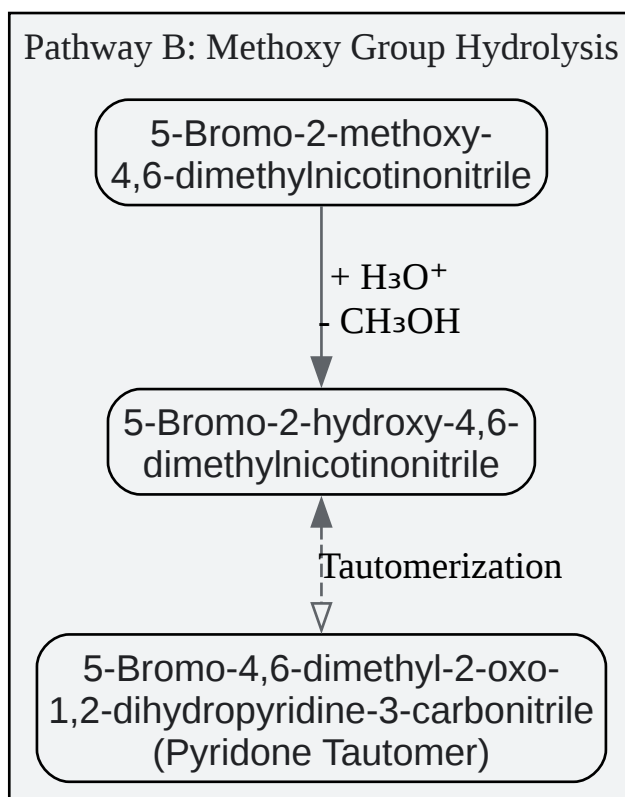 Pathway B: Methoxy Group Hydrolysis
5-Bromo-2-methoxy-
4,6-dimethylnicotinonitrile
+ H₃O⁺
- CH₃OH
5-Bromo-2-hydroxy-4,6-
dimethylnicotinonitrile
Tautomerization
5-Bromo-4,6-dimethyl-2-oxo-
1,2-dihydropyridine-3-carbonitrile
(Pyridone Tautomer)